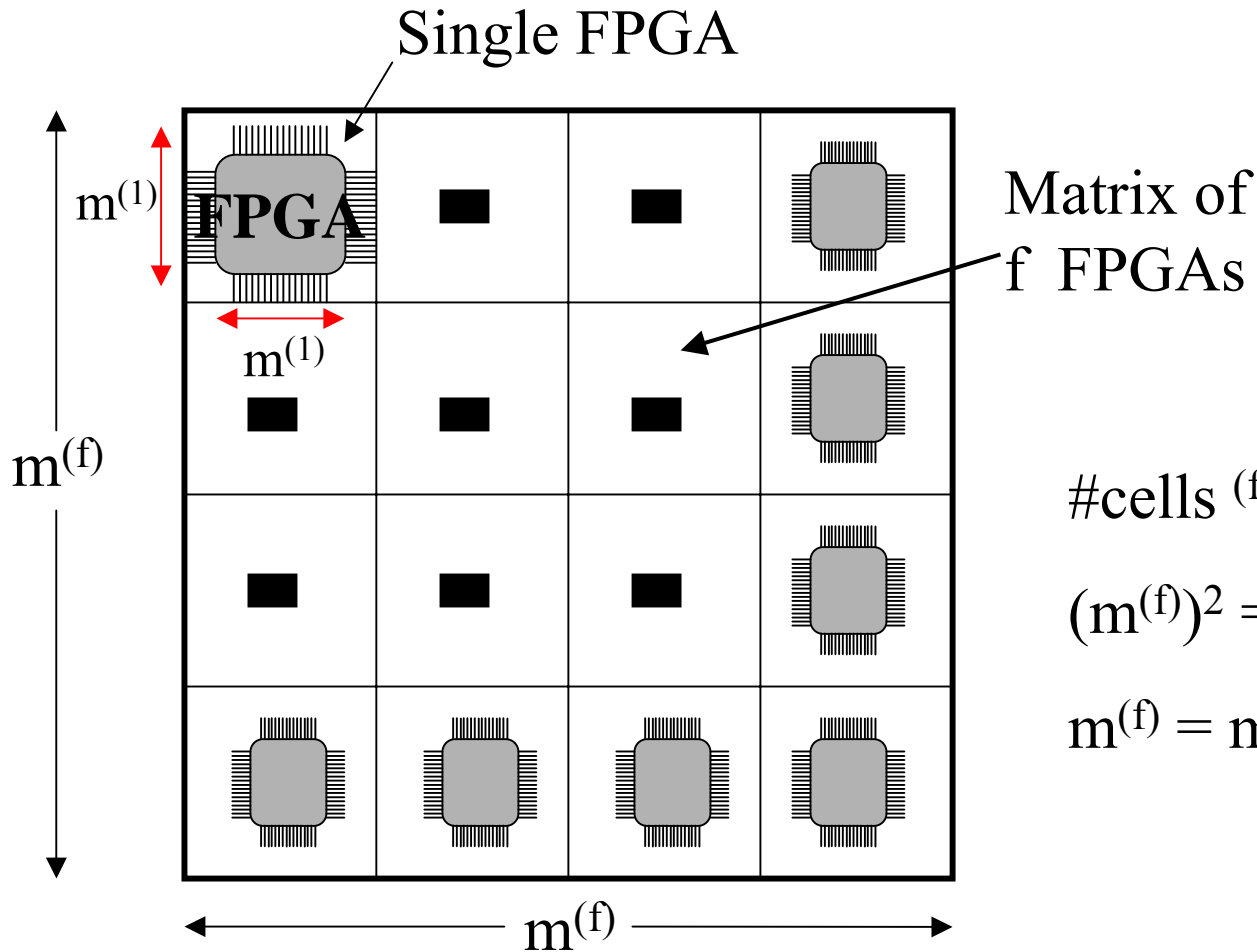 Single FPGA
m⁽¹⁾
FPGA
m⁽¹⁾
Matrix of
f FPGAs
m⁽ᶠ⁾
#cells ⁽ᶠ
(m⁽ᶠ⁾)² =
m⁽ᶠ⁾ = m
m⁽ᶠ⁾